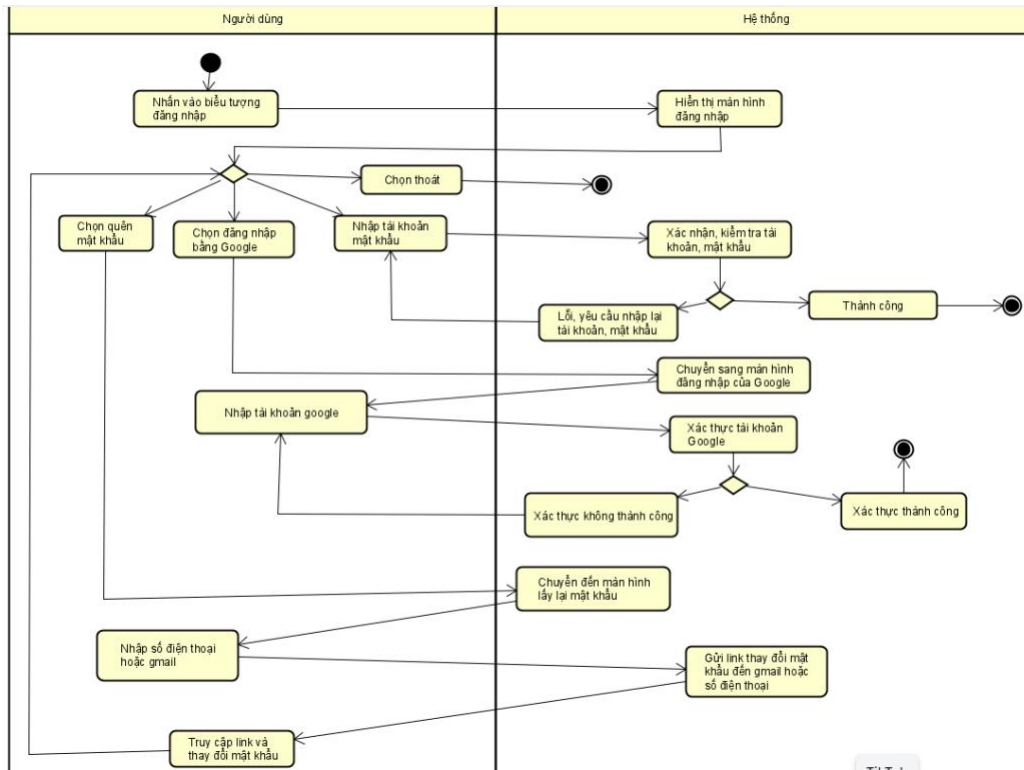 Người dùng
Hệ thống
Nhấn vào biểu tượng
đăng nhập
Hiển thị màn hình
đăng nhập
Chọn thoát
Chọn quên
mật khẩu
Chọn đăng nhập
bằng Google
Nhập tài khoản
mật khẩu
Xác nhận, kiểm tra tài
khoản, mật khẩu
Lỗi, yêu cầu nhập lại
tài khoản, mật khẩu
Thành công
Chuyển sang màn hình
đăng nhập của Google
Nhập tài khoản google
Xác thực tài khoản
Google
Xác thực không thành công
Xác thực thành công
Chuyển đến màn hình
lấy lại mật khẩu
Nhập số điện thoại
hoặc gmail
Gửi link thay đổi mật
khẩu đến gmail hoặc
số điện thoại
Truy cập link và
thay đổi mật khẩu